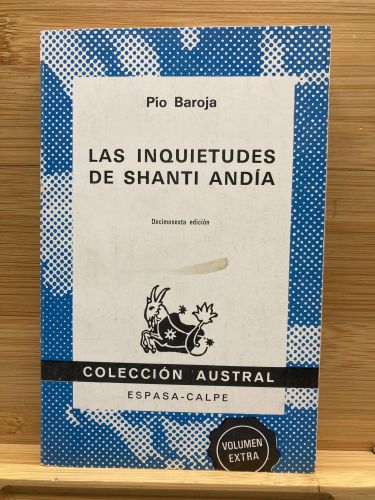 Pío Baroja
LAS INQUIETUDES
DE SHANTI ANDÍA
Decimosexta edición
COLECCIÓN AUSTRAL
ESPASA-CALPE
VOLUMEN
EXTRA